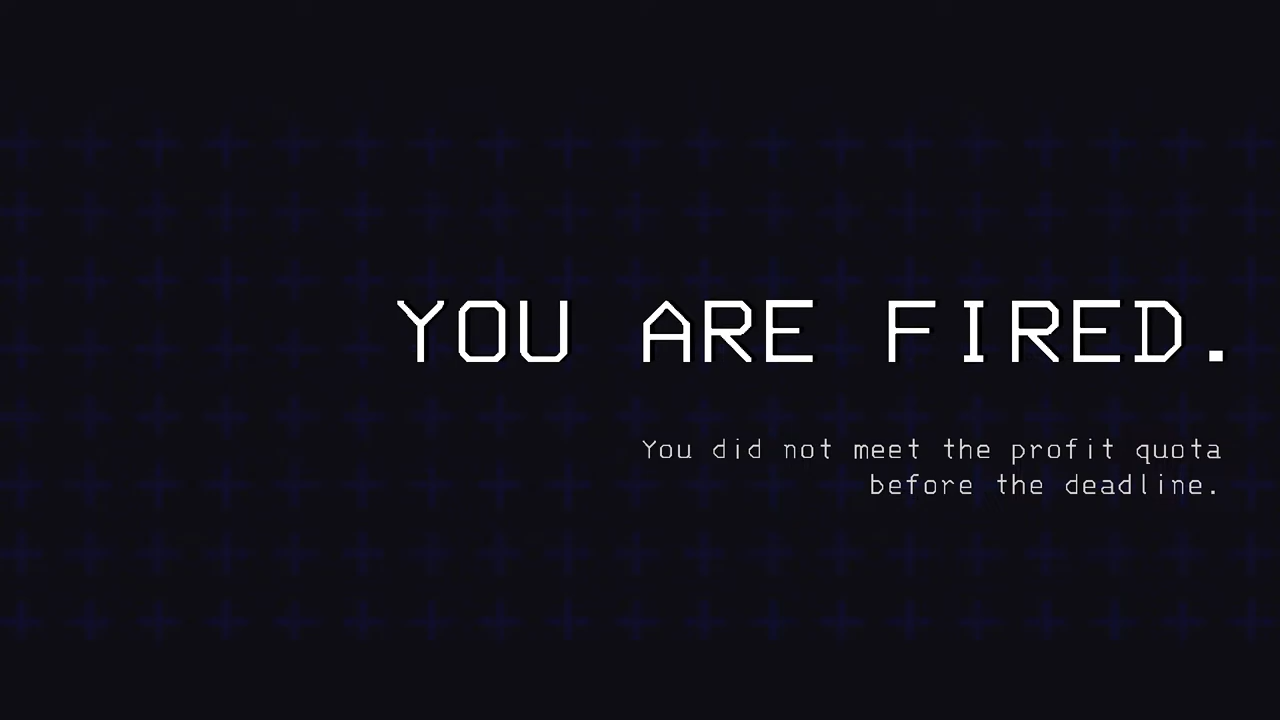 YOU ARE FIRED.
You did not meet the profit quota
before the deadline.